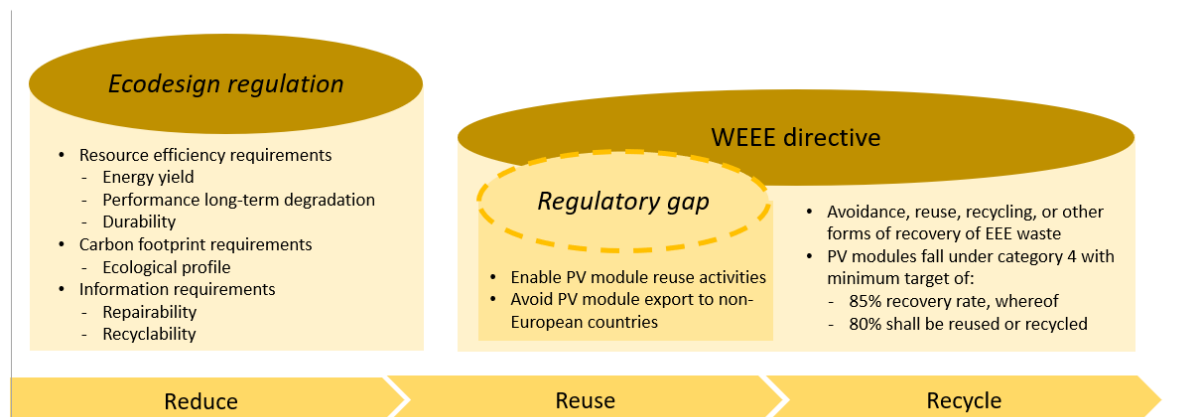 Ecodesign regulation
• Resource efficiency requirements
- Energy yield
- Performance long-term degradation
- Durability
• Carbon footprint requirements
- Ecological profile
• Information requirements
- Repairability
- Recyclability
WEEE directive
Regulatory gap
• Enable PV module reuse activities
• Avoid PV module export to non-
European countries
• Avoidance, reuse, recycling, or other
forms of recovery of EEE waste
• PV modules fall under category 4 with
minimum target of:
- 85% recovery rate, whereof
- 80% shall be reused or recycled
Reduce
Reuse
Recycle